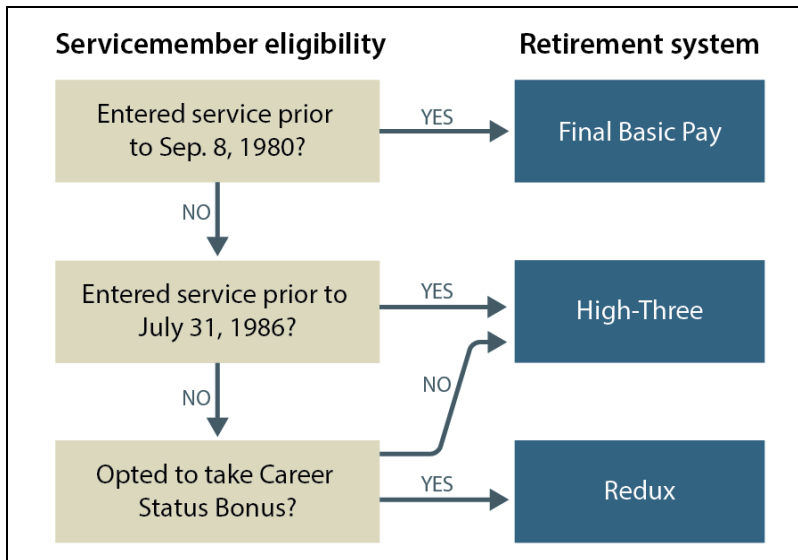 Servicemember eligibility
Retirement system
Entered service prior
to Sep. 8, 1980?
YES
Final Basic Pay
NO
Entered service prior to
July 31, 1986?
YES
High-Three
NO
NO
Opted to take Career
Status Bonus?
YES
Redux